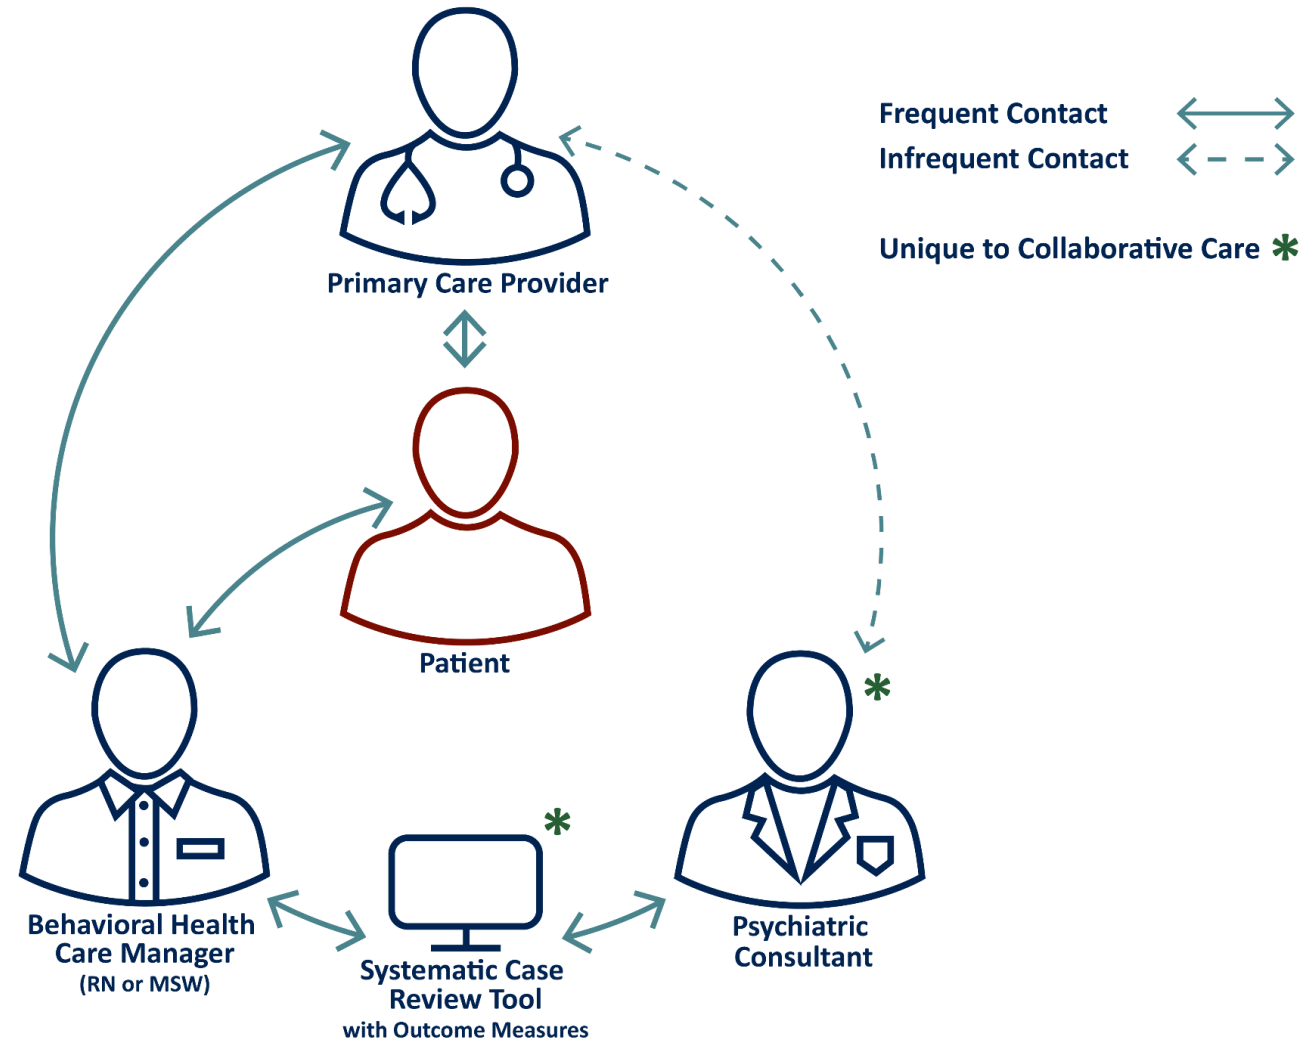 Primary Care Provider
Frequent Contact
Infrequent Contact
Unique to Collaborative Care *
Patient
*
Behavioral Health
Care Manager
(RN or MSW)
*
Systematic Case
Review Tool
with Outcome Measures
Psychiatric
Consultant